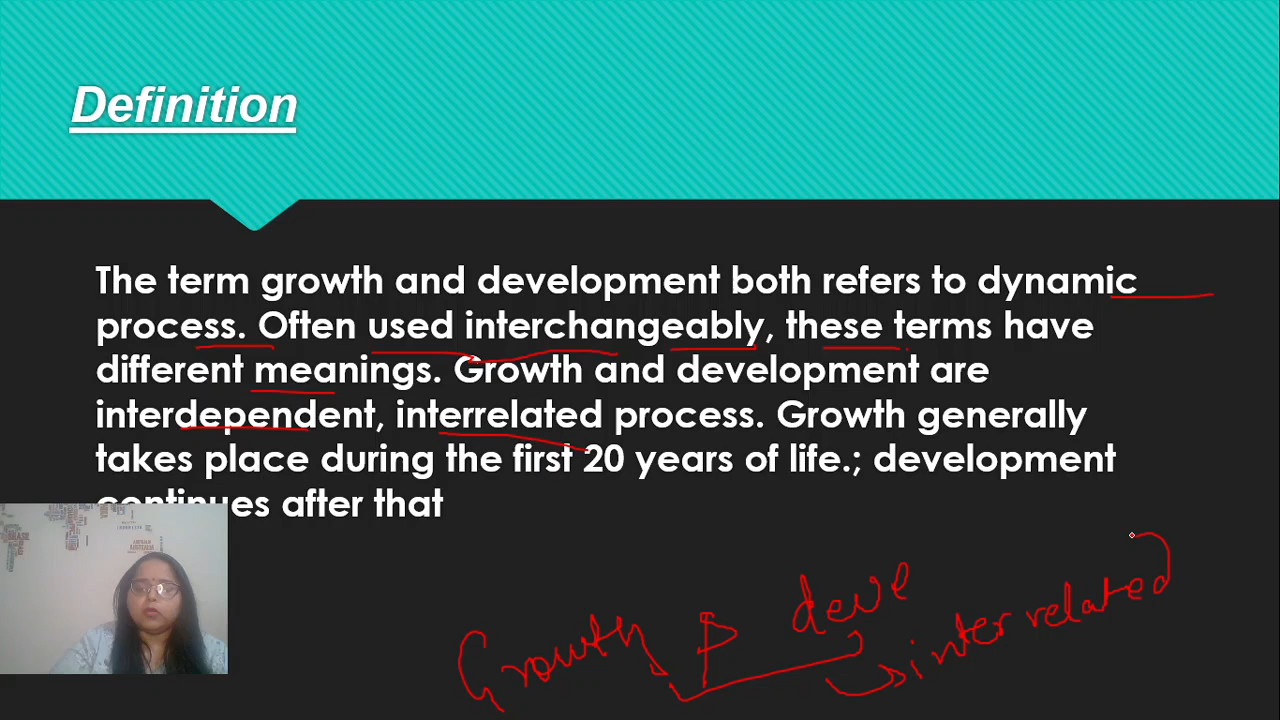 Definition
The term growth and development both refers to dynamic
process. Often used interchangeably, these terms have
different meanings. Growth and development are
interdependent, interrelated process. Growth generally
takes place during the first 20 years of life.; development
continues after that
Growth deve
interrelated